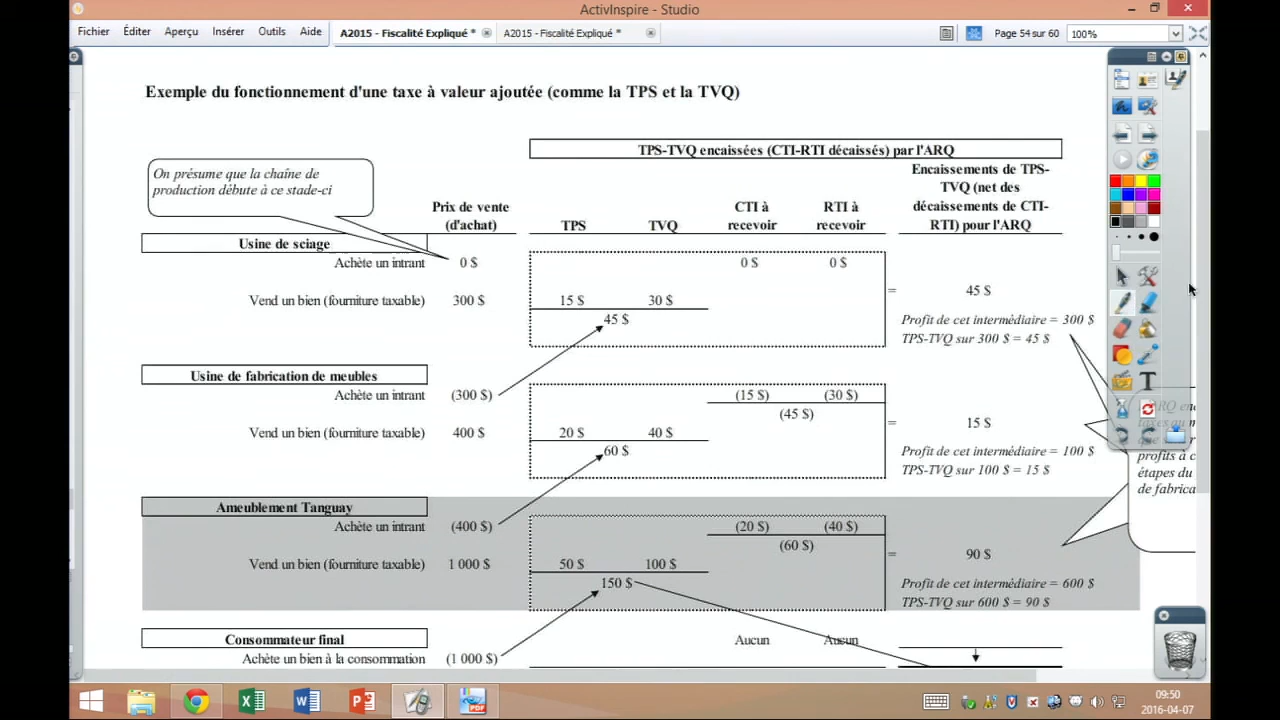 ActivInspire - Studio
Fichier Éditer Aperçu Insérer Outils Aide A2015 - Fiscalité Expliqué * A2015 - Fiscalité Expliqué * Page 54 sur 60 100%
Exemple du fonctionnement d'une taxe à valeur ajoutée (comme la TPS et la TVQ)
TPS-TVQ encaissées (CTI-RTI décaissés) par l'ARQ
On présume que la chaîne de
production débute à ce stade-ci
Prix de vente
(d'achat)
TPS
TVQ
CTI à
recevoir
RTI à
recevoir
Encaissements de TPS-
TVQ (net des
décaissements de CTI-
RTI) pour l'ARQ
Usine de sciage
Achète un intrant 0 $ 0 $ 0 $
= 45 $
Vend un bien (fourniture taxable) 300 $ 15 $ 30 $
45 $
Profit de cet intermédiaire = 300 $
TPS-TVQ sur 300 $ = 45 $
Usine de fabrication de meubles
Achète un intrant (300 $) (15 $) (30 $)
(45 $)
= 15 $
Vend un bien (fourniture taxable) 400 $ 20 $ 40 $
60 $
Profit de cet intermédiaire = 100 $
TPS-TVQ sur 100 $ = 15 $
profits à c
étapes du
de fabrica
Ameublement Tanguay
Achète un intrant (400 $) (20 $) (40 $)
(60 $)
= 90 $
Vend un bien (fourniture taxable) 1 000 $ 50 $ 100 $
150 $
Profit de cet intermédiaire = 600 $
TPS-TVQ sur 600 $ = 90 $
Consommateur final Aucun Aucun
Achète un bien à la consommation (1 000 $)
09:50
2016-04-07